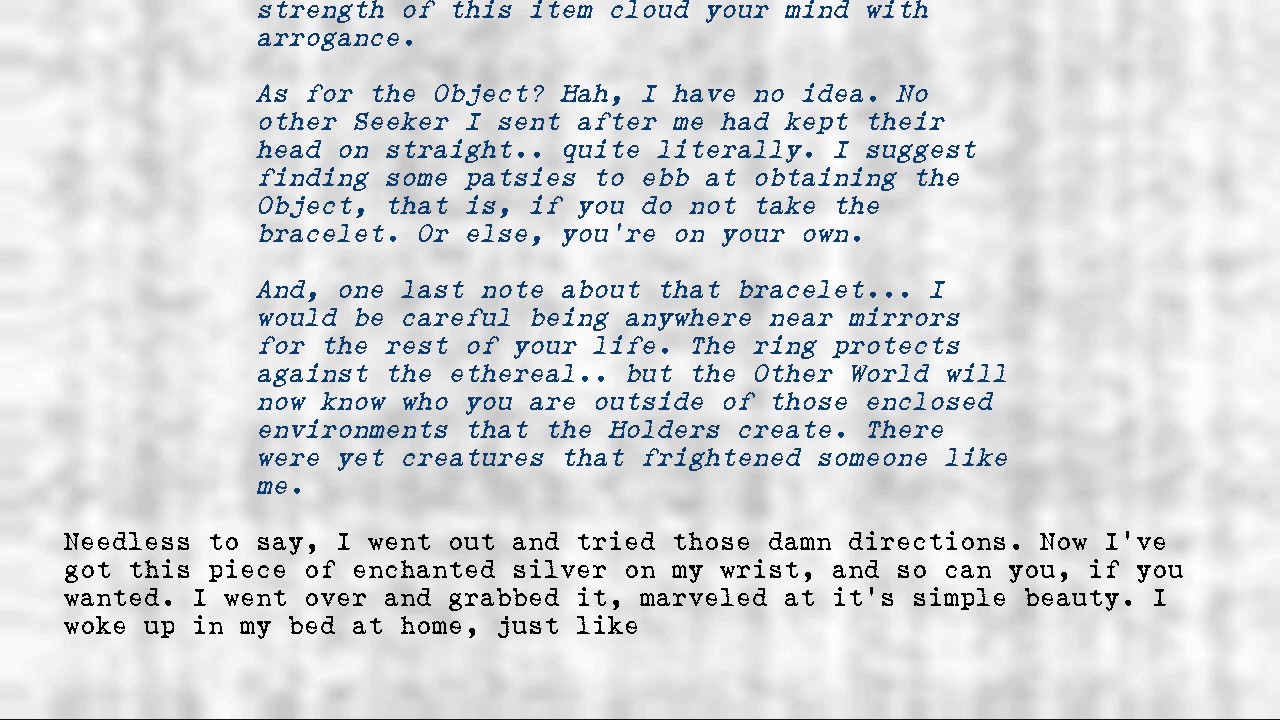 strength of this item cloud your mind with
arrogance.
As for the Object? Hah, I have no idea. No
other Seeker I sent after me had kept their
head on straight.. quite literally. I suggest
finding some patsies to ebb at obtaining the
Object, that is, if you do not take the
bracelet. Or else, you're on your own.
And, one last note about that bracelet... I
would be careful being anywhere near mirrors
for the rest of your life. The ring protects
against the ethereal.. but the Other World will
now know who you are outside of those enclosed
environments that the Holders create. There
were yet creatures that frightened someone like
me.
Needless to say, I went out and tried those damn directions. Now I've
got this piece of enchanted silver on my wrist, and so can you, if you
wanted. I went over and grabbed it, marveled at it's simple beauty. I
woke up in my bed at home, just like